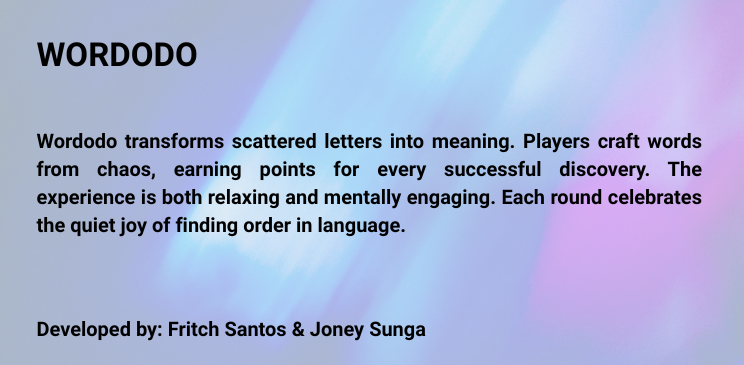 WORDODO
Wordodo transforms scattered letters into meaning. Players craft words
from chaos, earning points for every successful discovery. The
experience is both relaxing and mentally engaging. Each round celebrates
the quiet joy of finding order in language.
Developed by: Fritch Santos & Joney Sunga